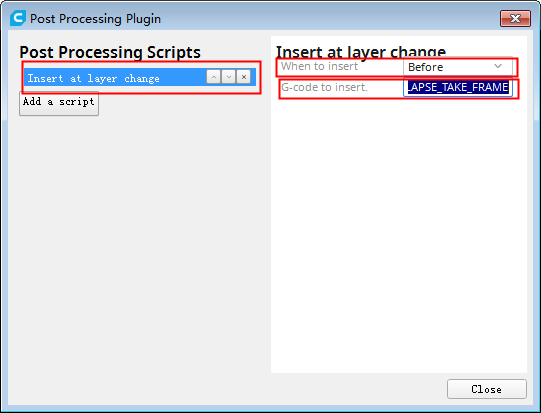 Post Processing Plugin
Post Processing Scripts
Insert at layer change
Add a script
Insert at layer change
When to insert
Before
G-code to insert.
LAPSE_TAKE_FRAME
Close